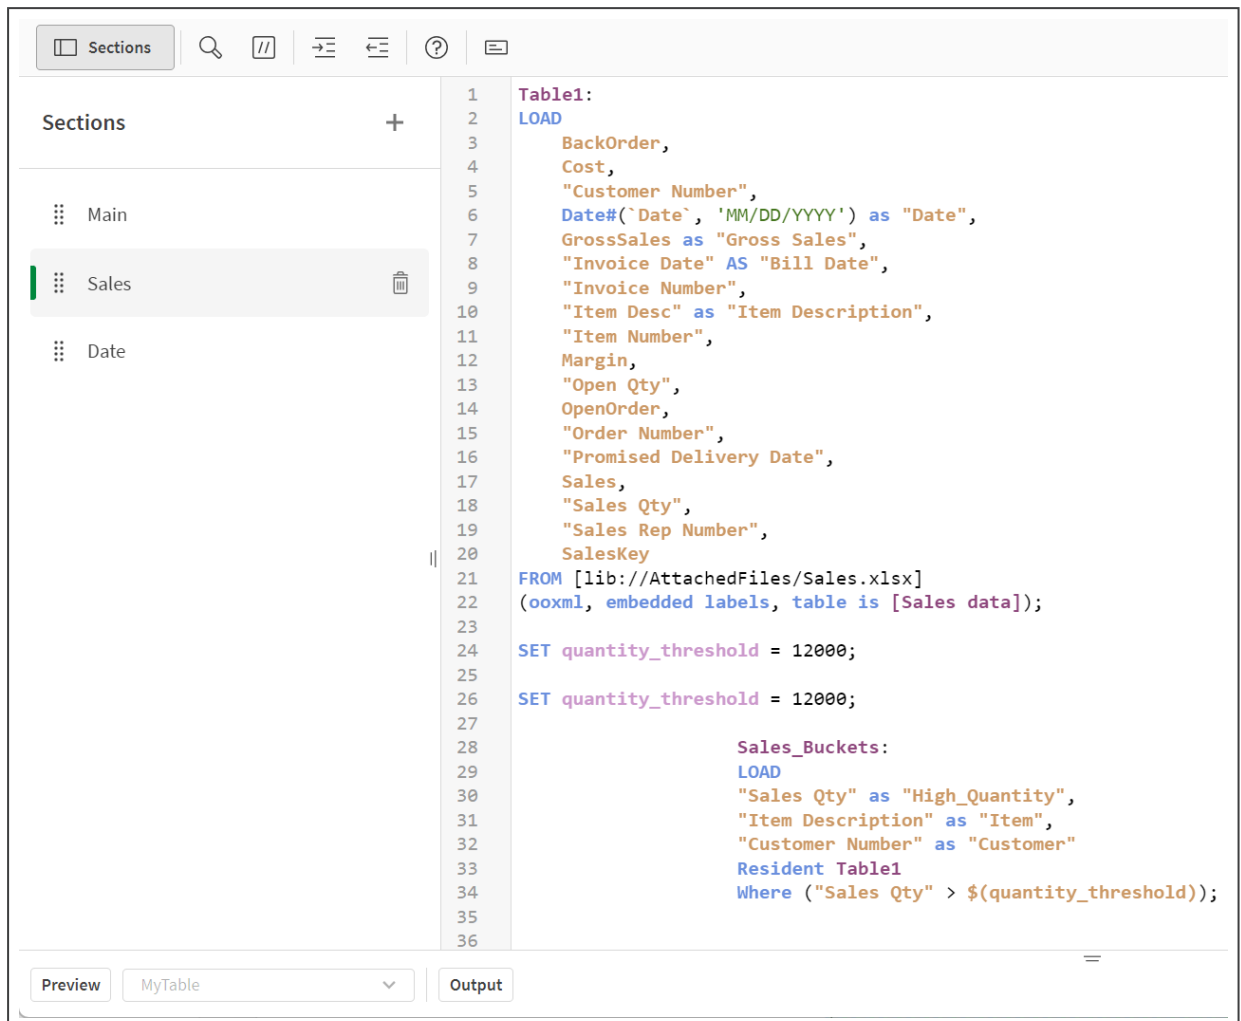 Sections
Sections
Main
Sales
Date
1 Table1:
2 LOAD
3 BackOrder,
4 Cost,
5 "Customer Number",
6 Date#(`Date`, 'MM/DD/YYYY') as "Date",
7 GrossSales as "Gross Sales",
8 "Invoice Date" AS "Bill Date",
9 "Invoice Number",
10 "Item Desc" as "Item Description",
11 "Item Number",
12 Margin,
13 "Open Qty",
14 OpenOrder,
15 "Order Number",
16 "Promised Delivery Date",
17 Sales,
18 "Sales Qty",
19 "Sales Rep Number",
20 SalesKey
21 FROM [lib://AttachedFiles/Sales.xlsx]
22 (ooxml, embedded labels, table is [Sales data]);
23
24 SET quantity_threshold = 12000;
25
26 SET quantity_threshold = 12000;
27
28 Sales_Buckets:
29 LOAD
30 "Sales Qty" as "High_Quantity",
31 "Item Description" as "Item",
32 "Customer Number" as "Customer"
33 Resident Table1
34 Where ("Sales Qty" > $(quantity_threshold));
35
36
Preview MyTable Output